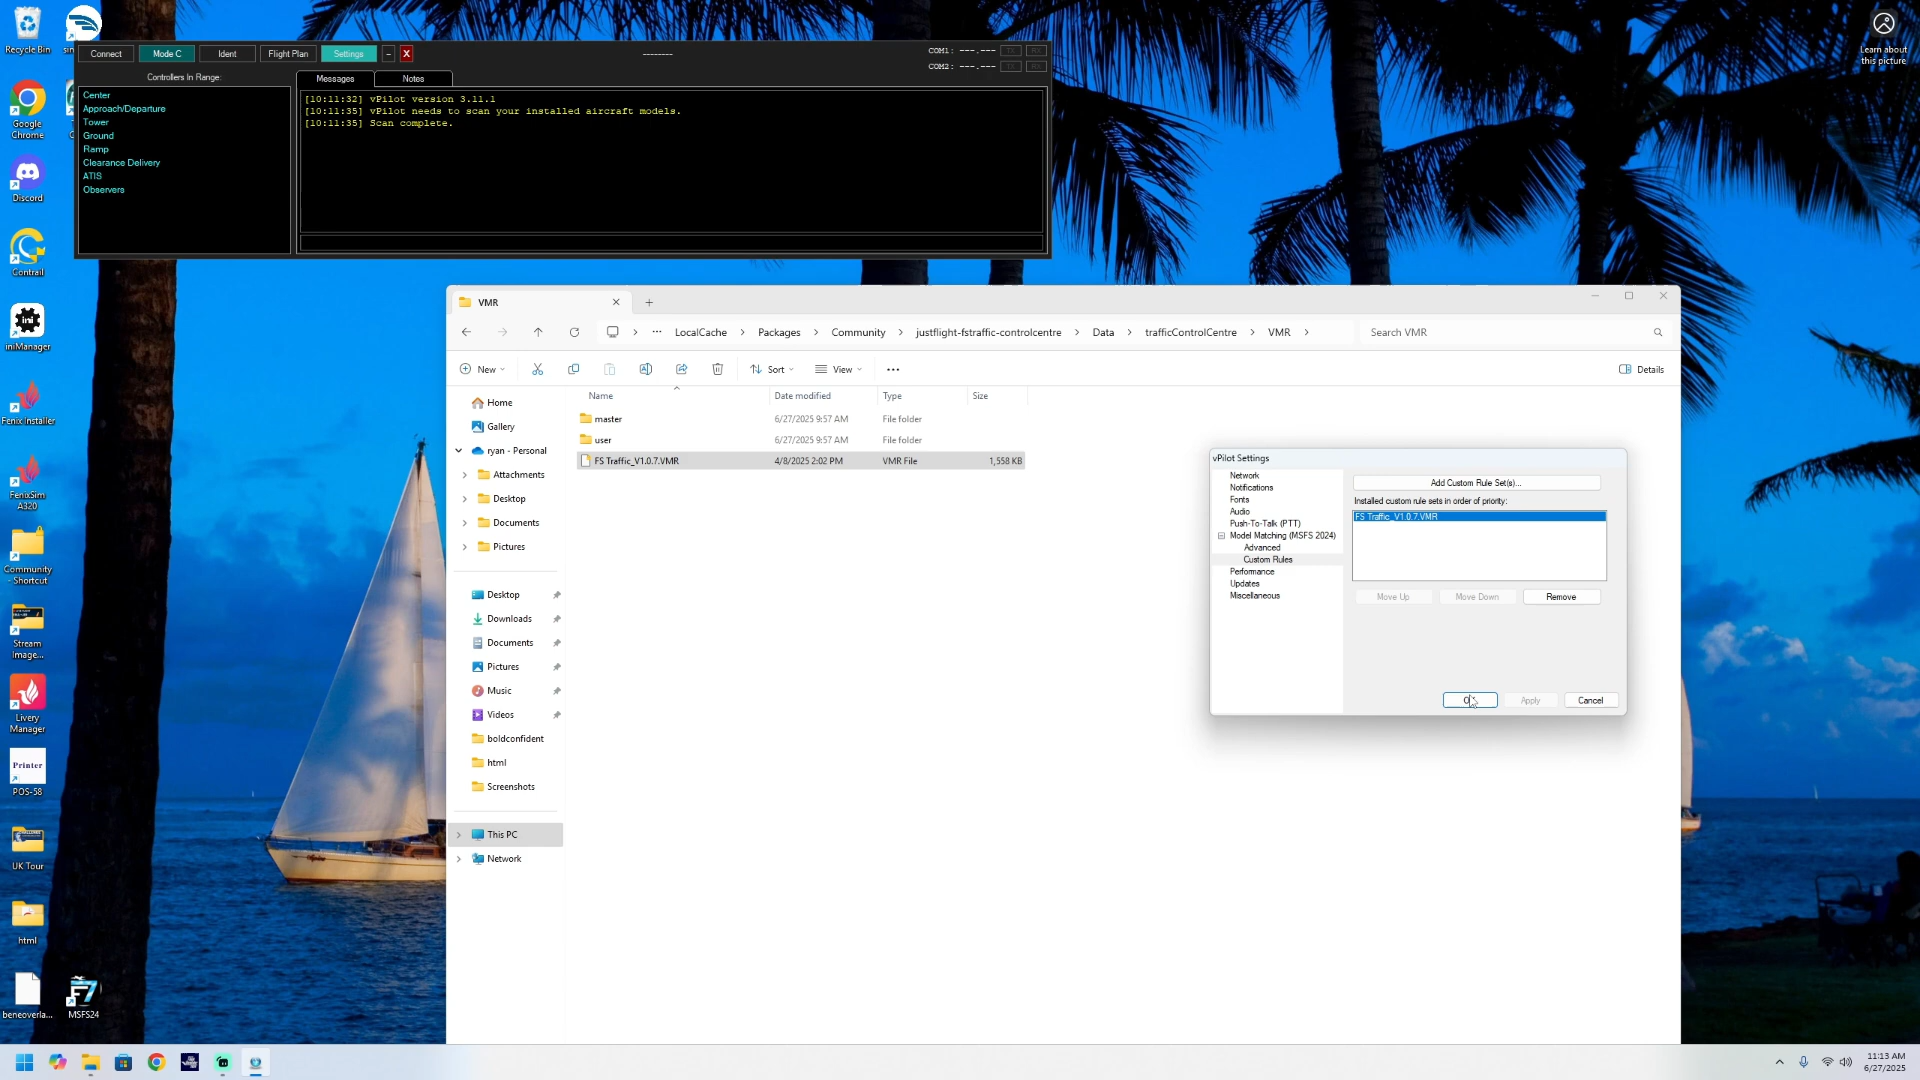 Recycle Bin
Google Chrome
Discord
Contrail
iniManager
Fenix Installer
FenixSim A320
Community - Shortcut
Stream Image...
Livery Manager
Printer
POS-58
UK Tour
html
beneoverla...
MSFS24
Learn about this picture
Connect
Mode C
Ident
Flight Plan
Settings
-
X
--------
COM1: ---.---
TX
RX
COM2: ---.---
TX
RX
Controllers In Range:
Center
Approach/Departure
Tower
Ground
Ramp
Clearance Delivery
ATIS
Observers
Messages
Notes
[10:11:32] vPilot version 3.11.1
[10:11:35] vPilot needs to scan your installed aircraft models.
[10:11:35] Scan complete.
VMR
LocalCache > Packages > Community > justflight-fstraffic-controlcentre > Data > trafficControlCentre > VMR >
Search VMR
New
Sort
View
Details
Name
Date modified
Type
Size
master
6/27/2025 9:57 AM
File folder
user
6/27/2025 9:57 AM
File folder
FS Traffic_V1.0.7.VMR
4/8/2025 2:02 PM
VMR File
1,558 KB
Home
Gallery
ryan - Personal
Attachments
Desktop
Documents
Pictures
Desktop
Downloads
Documents
Pictures
Music
Videos
boldconfident
html
Screenshots
This PC
Network
vPilot Settings
Network
Notifications
Fonts
Audio
Push-To-Talk (PTT)
Model Matching (MSFS 2024)
Advanced
Custom Rules
Performance
Updates
Miscellaneous
Add Custom Rule Set(s)...
Installed custom rule sets in order of priority:
FS Traffic_V1.0.7.VMR
Move Up
Move Down
Remove
Apply
Cancel
11:13 AM
6/27/2025